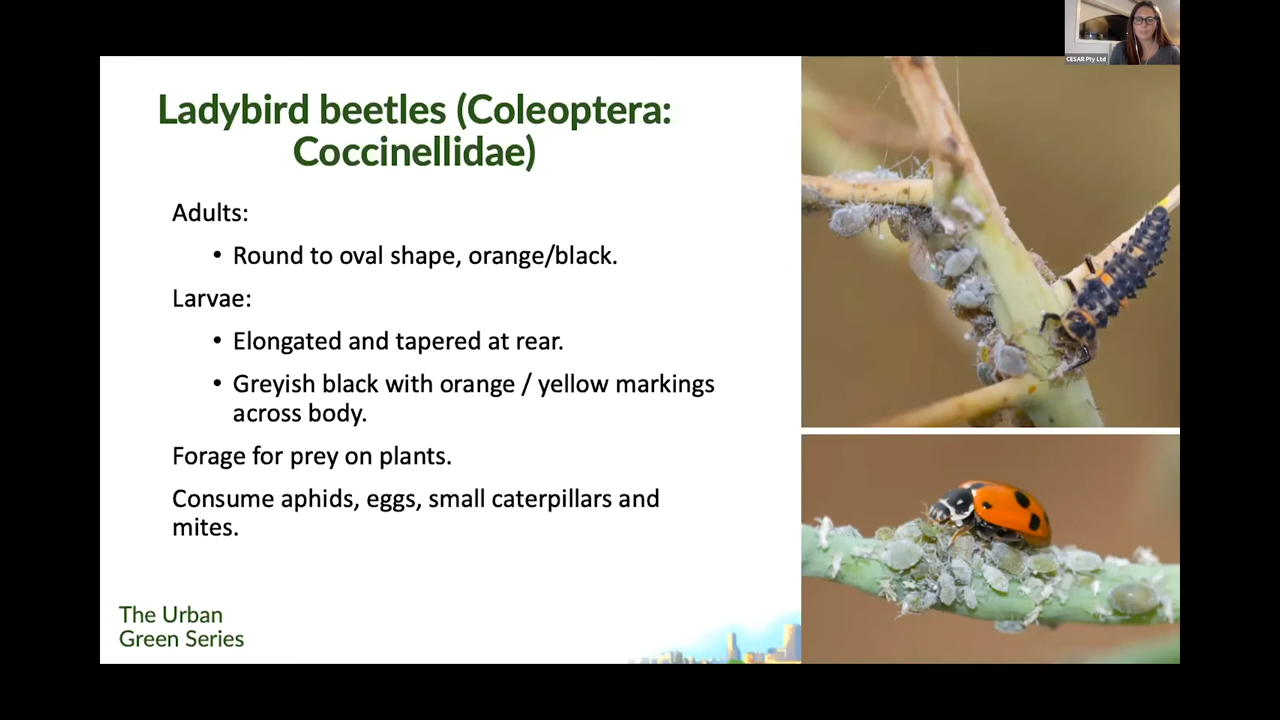 CESAR Pty Ltd
Ladybird beetles (Coleoptera:
Coccinellidae)
Adults:
• Round to oval shape, orange/black.
Larvae:
• Elongated and tapered at rear.
• Greyish black with orange / yellow markings
across body.
Forage for prey on plants.
Consume aphids, eggs, small caterpillars and
mites.
The Urban
Green Series